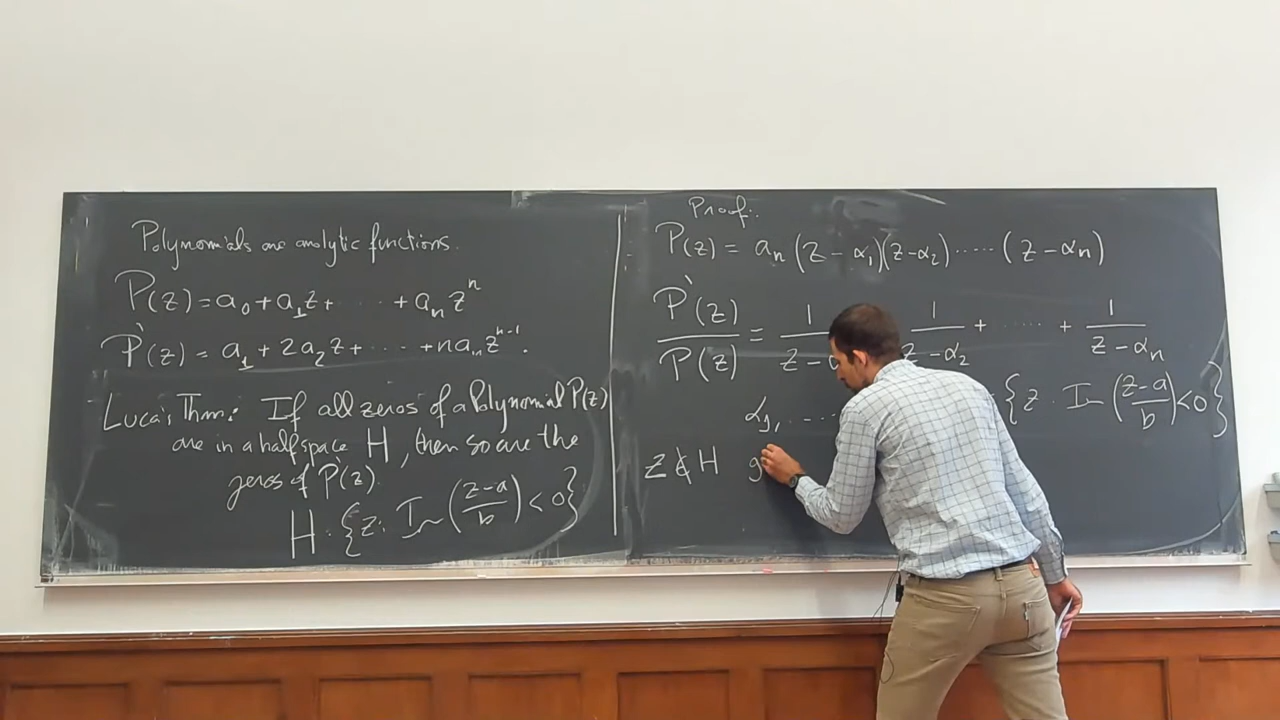 Polynomials are analytic functions.
P(z) = a₀ + a₁z + ····· + aₙ zⁿ
P'(z) = a₁ + 2a₂z + ···· + naₙzⁿ⁻¹.
Luca's Thm: If all zeros of a Polynomial P(z)
are in a halfspace H, then so are the
zeros of P(z).
H: {z: Im ((z-a)/b) < 0}
Proof:
P(z) = aₙ (z - α₁)(z-α₂) ····· (z - αₙ)
P'(z)/P(z) = 1/(z - α 1/(z-α₂) + ····· + 1/(z-αₙ)
α₁, ···· {z. Im ((z-a)/b) < 0}
z ∉ H